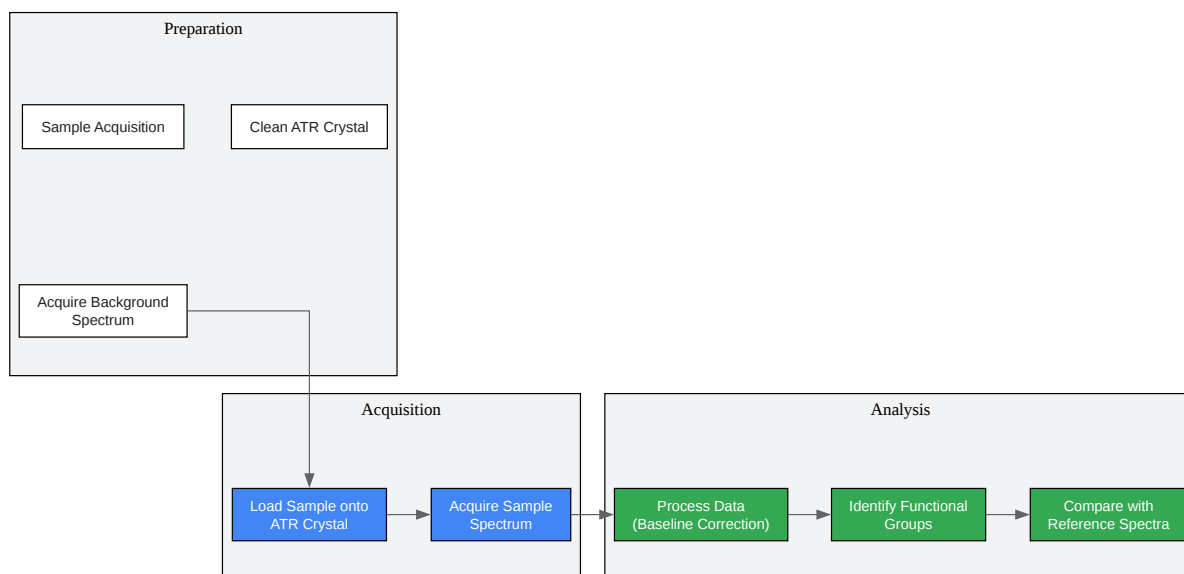 Preparation
Sample Acquisition
Clean ATR Crystal
Acquire Background
Spectrum
Acquisition
Load Sample onto
ATR Crystal
Acquire Sample
Spectrum
Analysis
Process Data
(Baseline Correction)
Identify Functional
Groups
Compare with
Reference Spectra